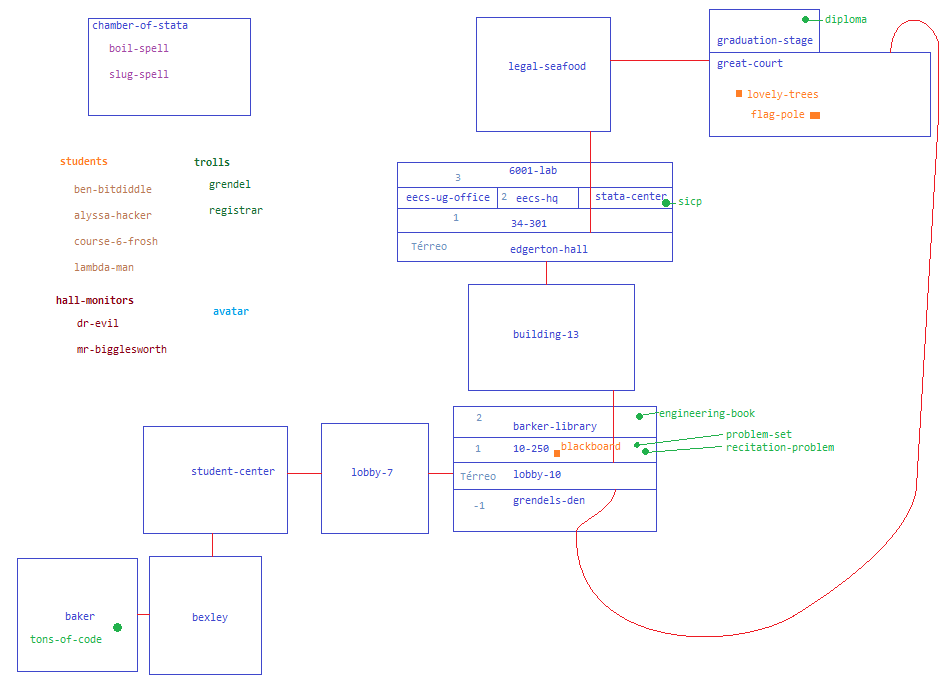 chamber-of-stata
boil-spell
slug-spell
students
ben-bitdiddle
alyssa-hacker
course-6-frosh
lambda-man
trolls
grendel
registrar
hall-monitors
dr-evil
mr-bigglesworth
avatar
legal-seafood
diploma
graduation-stage
great-court
lovely-trees
flag-pole
3
6001-lab
eecs-ug-office
2
eecs-hq
stata-center
sicp
1
34-301
Térreo
edgerton-hall
building-13
2
barker-library
engineering-book
1
10-250
blackboard
problem-set
recitation-problem
Térreo
lobby-10
-1
grendels-den
student-center
lobby-7
baker
tons-of-code
bexley